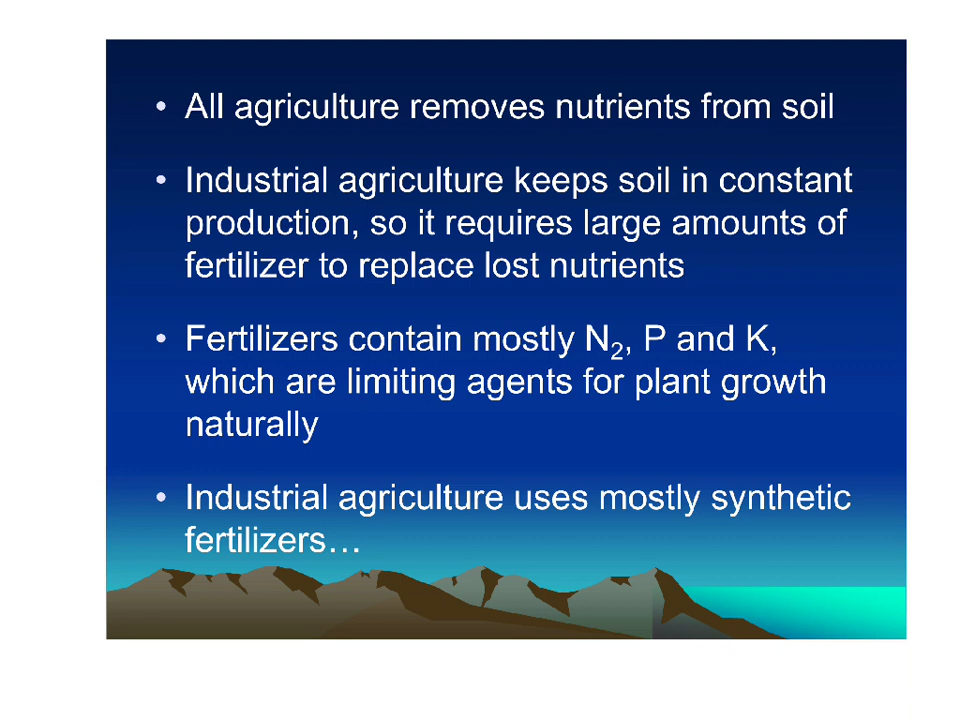 • All agriculture removes nutrients from soil
• Industrial agriculture keeps soil in constant
production, so it requires large amounts of
fertilizer to replace lost nutrients
• Fertilizers contain mostly N₂, P and K,
which are limiting agents for plant growth
naturally
• Industrial agriculture uses mostly synthetic
fertilizers…